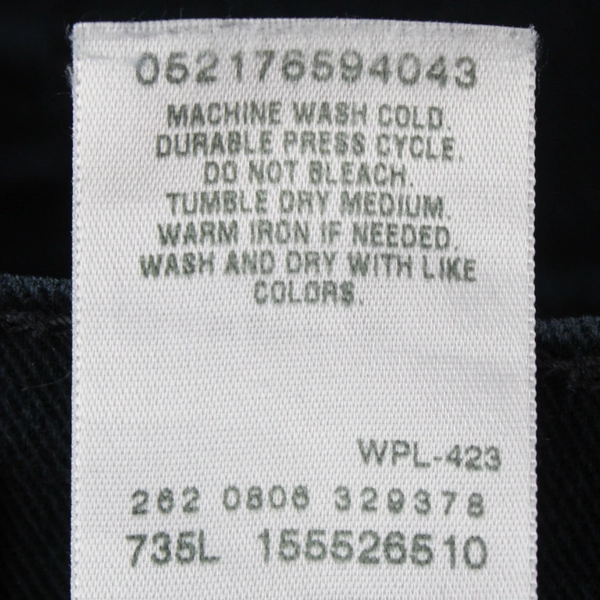 052176594043
MACHINE WASH COLD.
DURABLE PRESS CYCLE.
DO NOT BLEACH.
TUMBLE DRY MEDIUM.
WARM IRON IF NEEDED.
WASH AND DRY WITH LIKE
COLORS.
WPL-423
262 0806 329378
735L 155526510